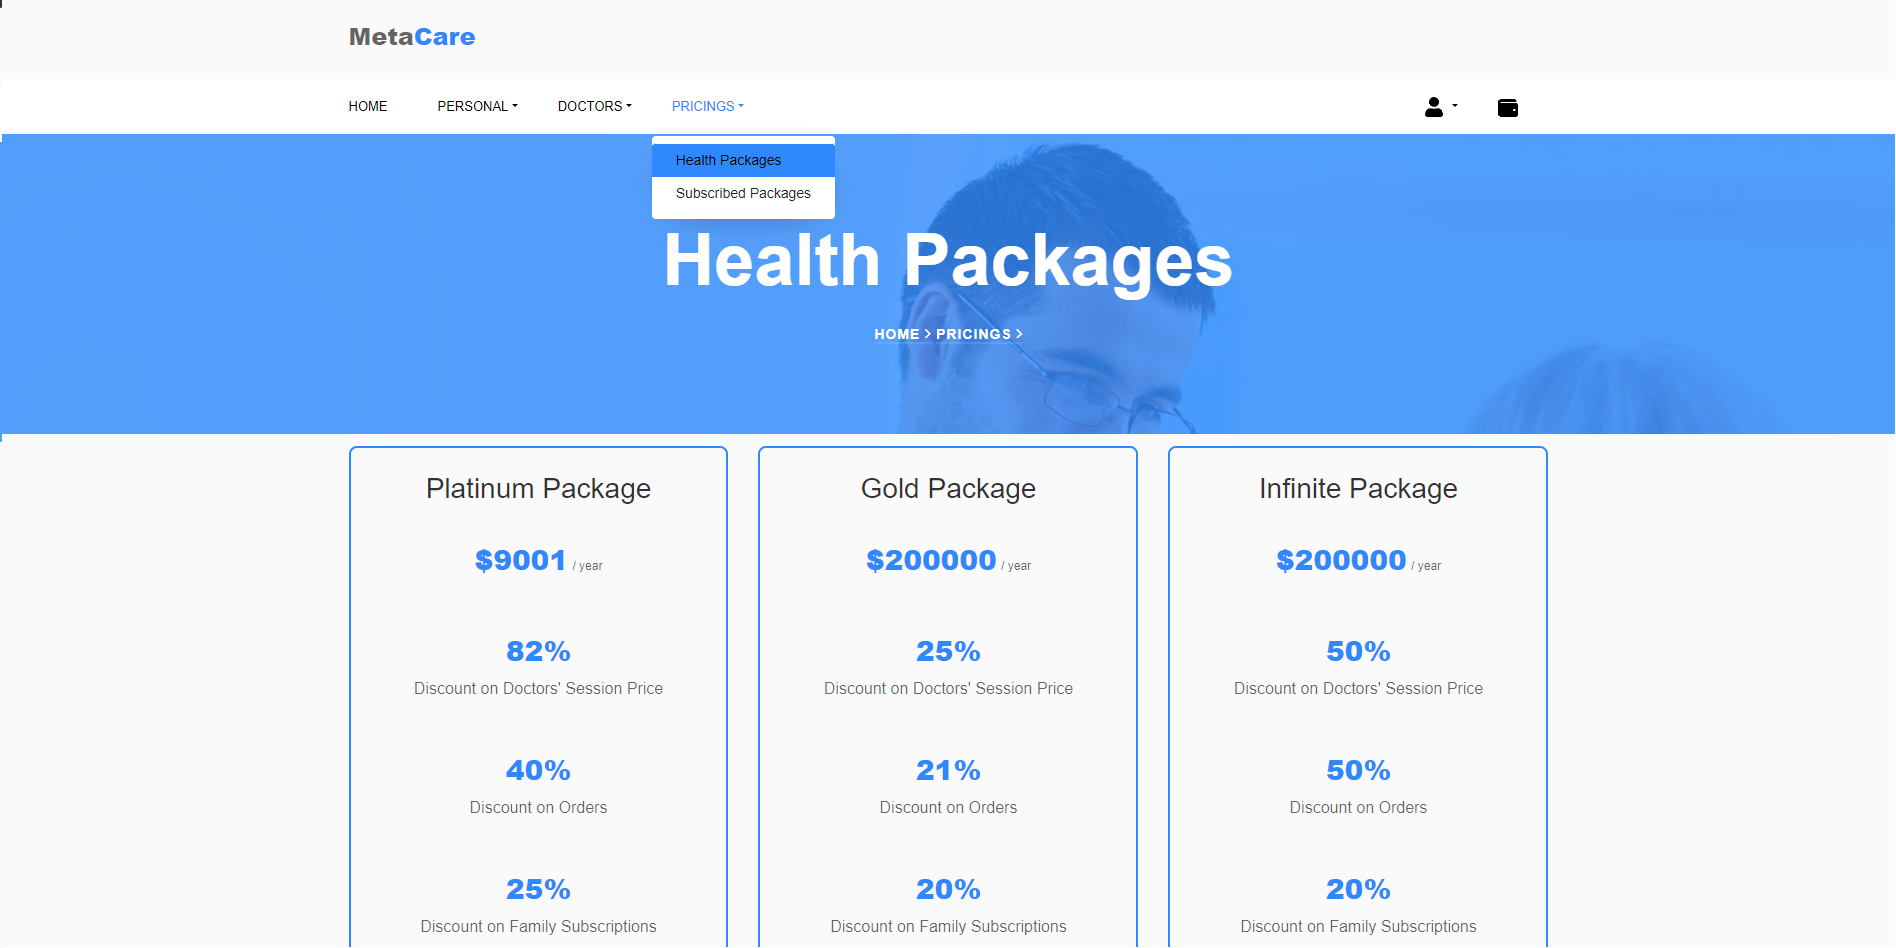 MetaCare
HOME PERSONAL DOCTORS PRICINGS
Health Packages
Subscribed Packages
Health Packages
HOME > PRICINGS >
Platinum Package
$9001 / year
82%
Discount on Doctors' Session Price
40%
Discount on Orders
25%
Discount on Family Subscriptions
Gold Package
$200000 / year
25%
Discount on Doctors' Session Price
21%
Discount on Orders
20%
Discount on Family Subscriptions
Infinite Package
$200000 / year
50%
Discount on Doctors' Session Price
50%
Discount on Orders
20%
Discount on Family Subscriptions